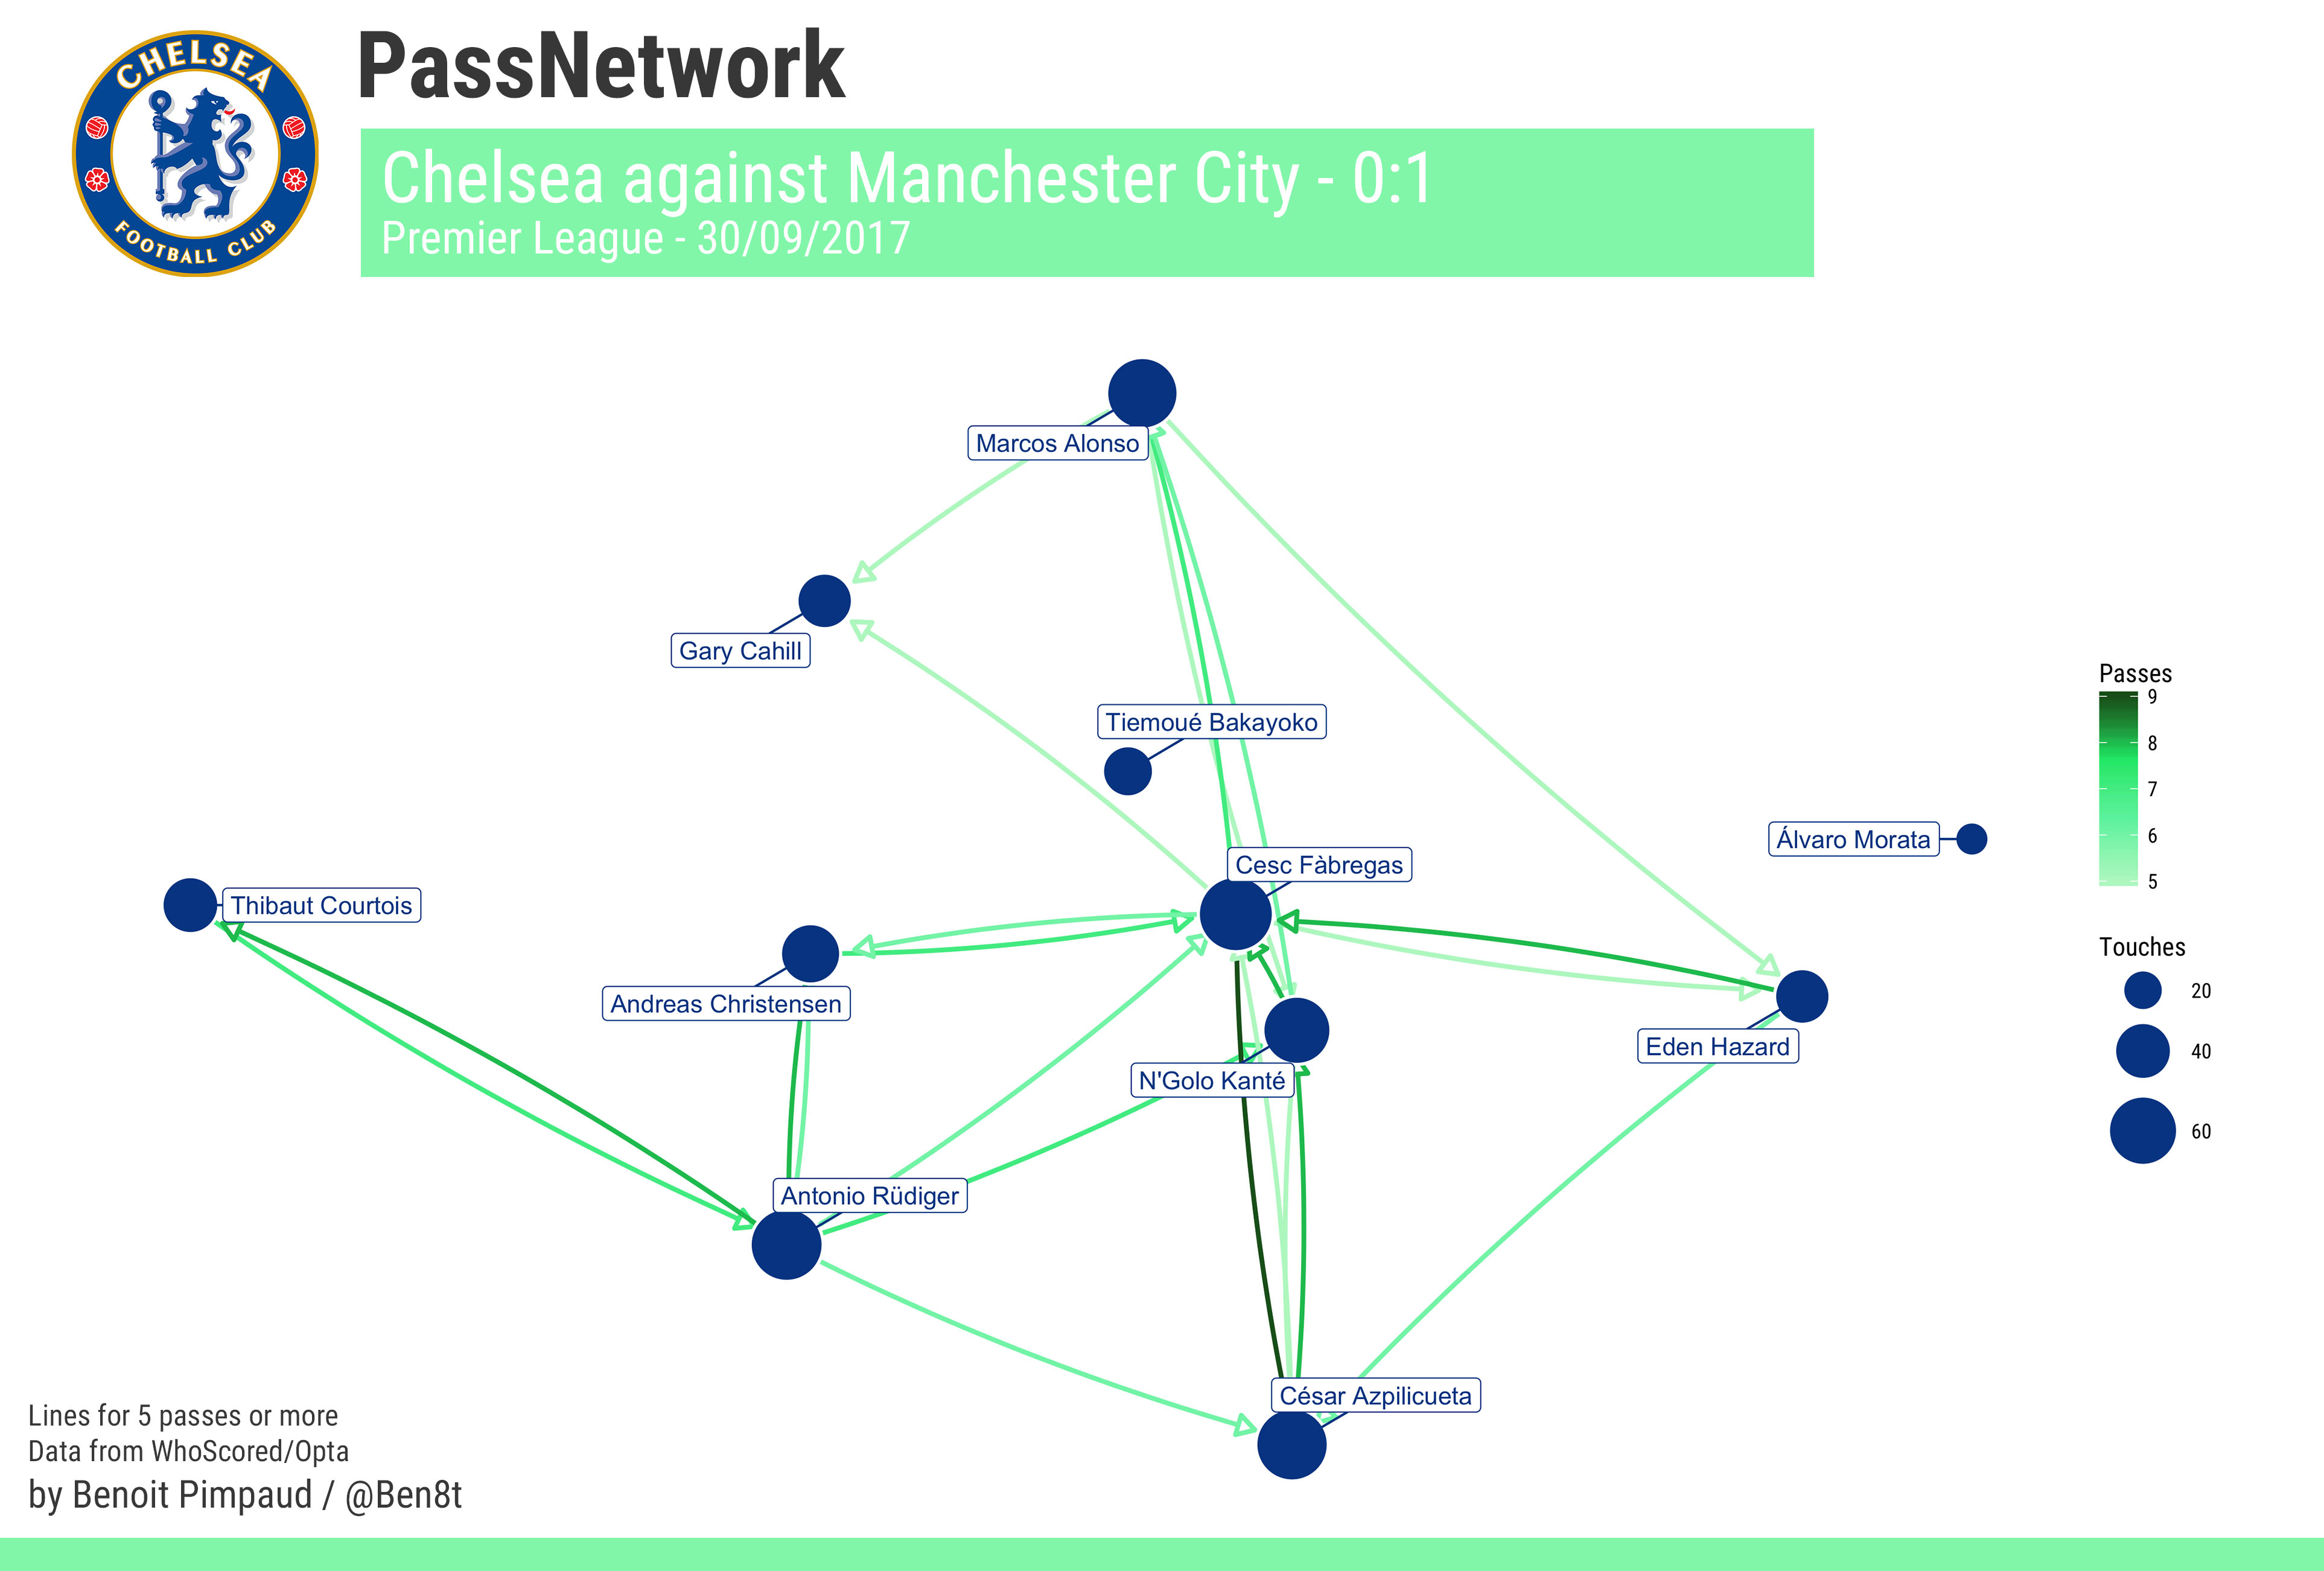 CHELSEA
FOOTBALL CLUB
PassNetwork
Chelsea against Manchester City - 0:1
Premier League - 30/09/2017
Marcos Alonso
Gary Cahill
Tiemoué Bakayoko
Álvaro Morata
Cesc Fàbregas
Thibaut Courtois
Andreas Christensen
Eden Hazard
N'Golo Kanté
Antonio Rüdiger
César Azpilicueta
Passes
9
8
7
6
5
Touches
20
40
60
Lines for 5 passes or more
Data from WhoScored/Opta
by Benoit Pimpaud / @Ben8t